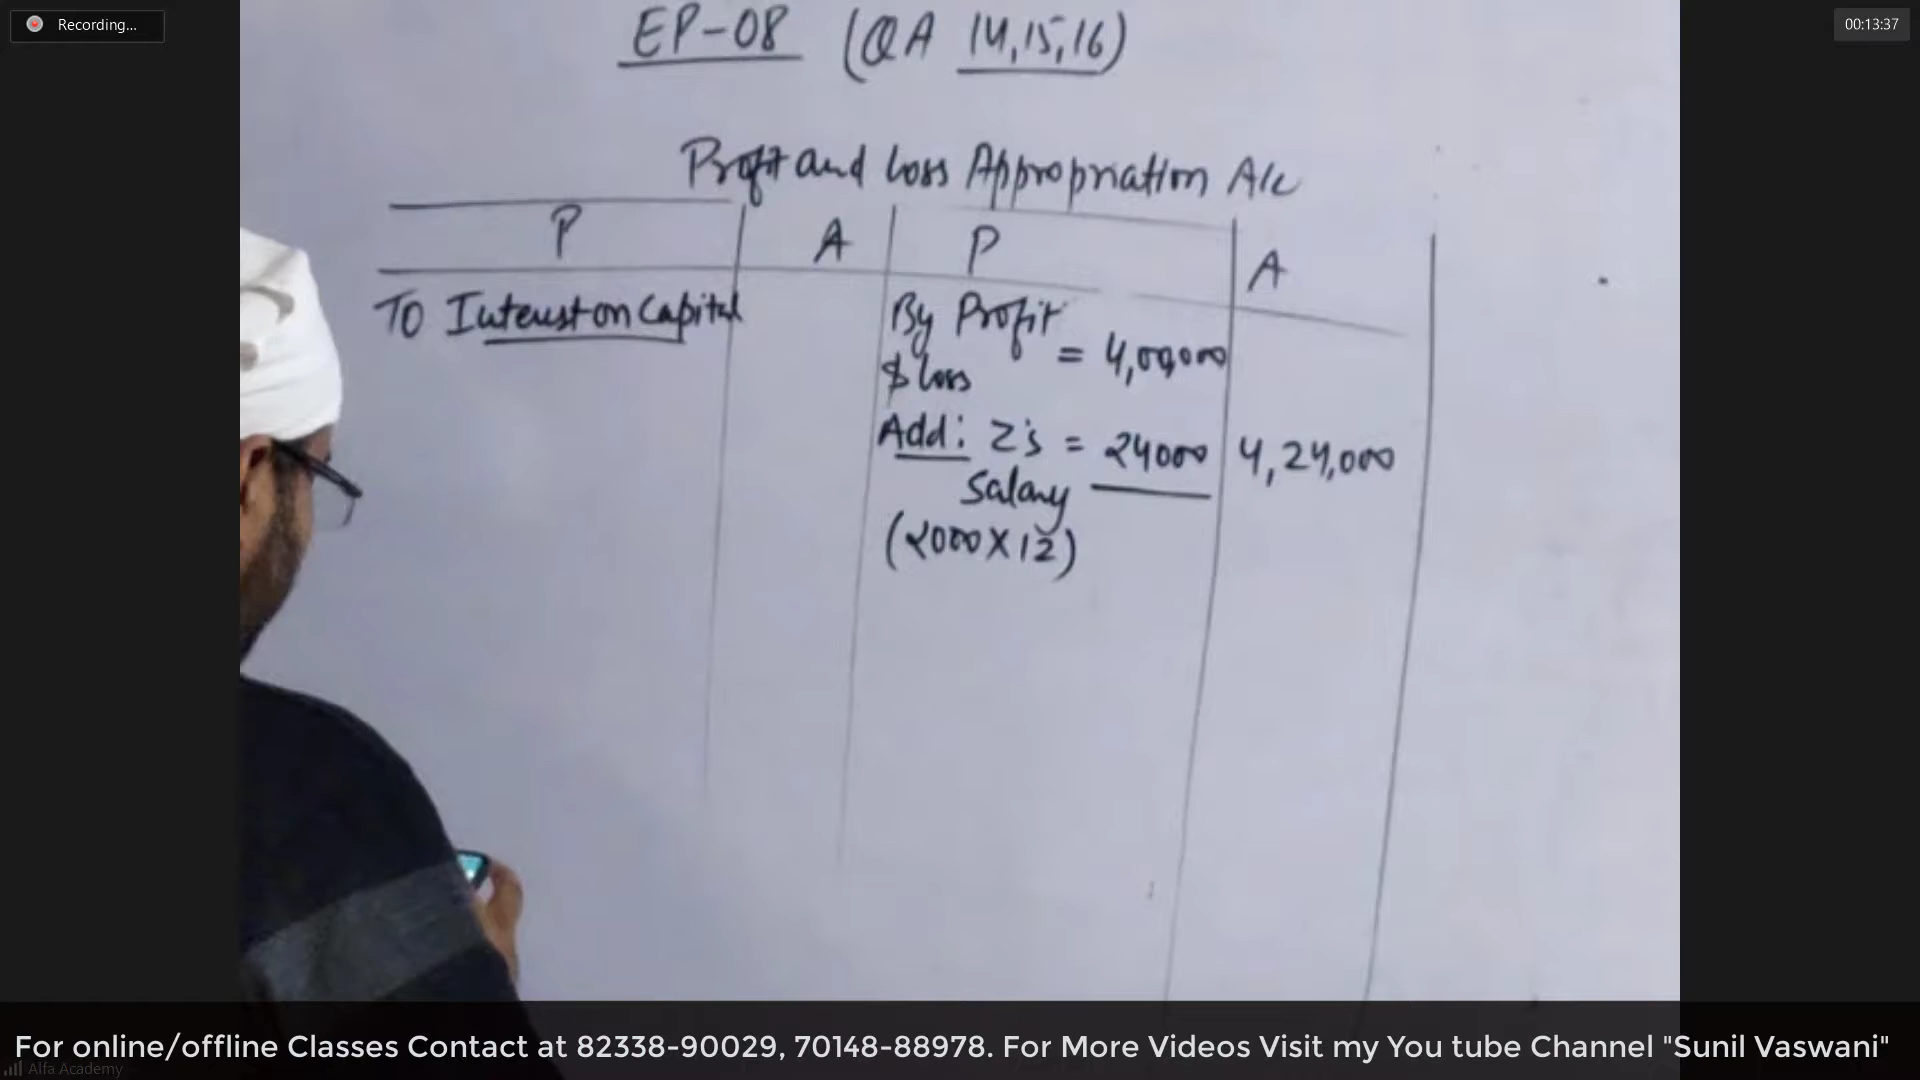 Recording...
00:13:37
EP-08 (QA 14,15,16)
Profit and Loss Appropriation A/c
P A P A
To Interest on Capital
By Profit
$ Loss = 4,00,000
Add: Z's = 24000 4,24,000
Salary
(2000X12)
For online/offline Classes Contact at 82338-90029, 70148-88978. For More Videos Visit my You tube Channel "Sunil Vaswani"
Alfa Academy